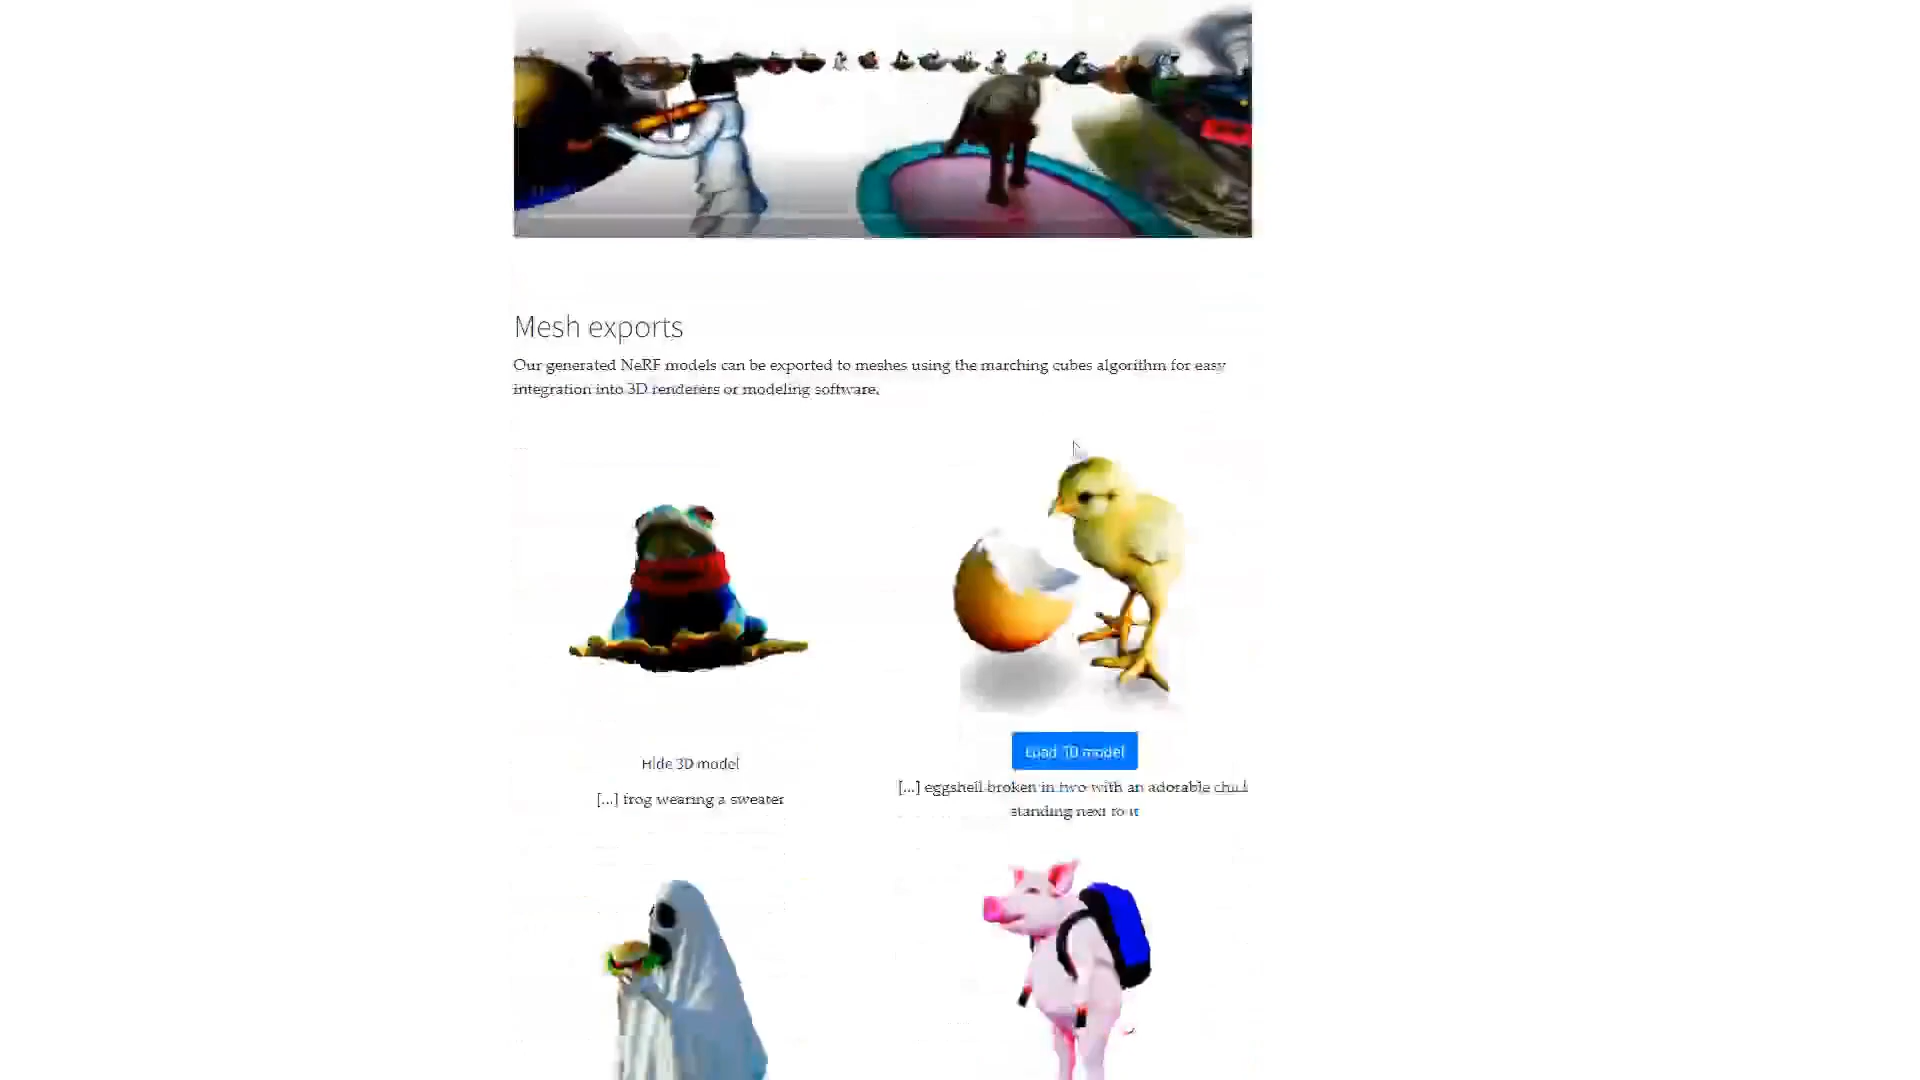 Mesh exports
Our generated NeRF models can be exported to meshes using the marching cubes algorithm for easy
integration into 3D renderers or modeling software.
Hide 3D model
[...] frog wearing a sweater
Load 3D model
[...] eggshell broken in two with an adorable chick
standing next to it